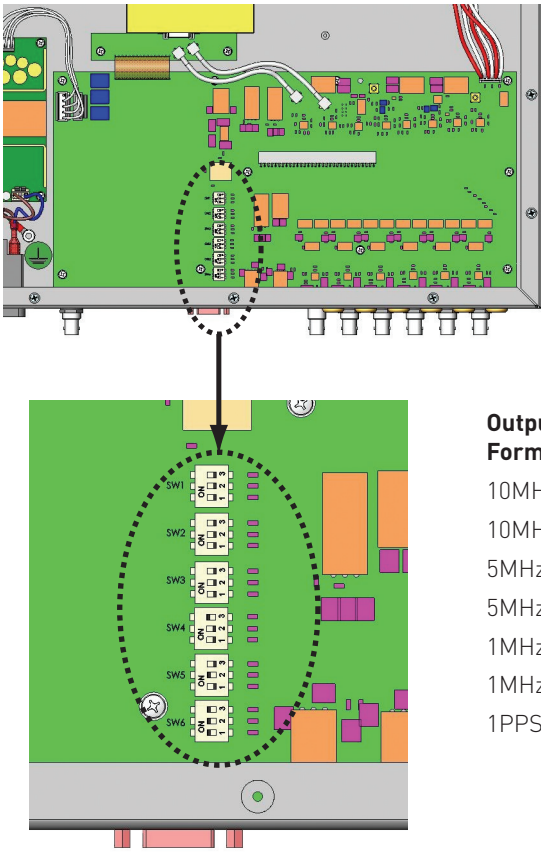 Outpu
Form
10MH
10MH
5MHz
5MHz
1MHz
1MHz
1PPS
SW1
ON
1 2 3
SW2
ON
1 2 3
SW3
ON
1 2 3
SW4
ON
1 2 3
SW5
ON
1 2 3
SW6
ON
1 2 3